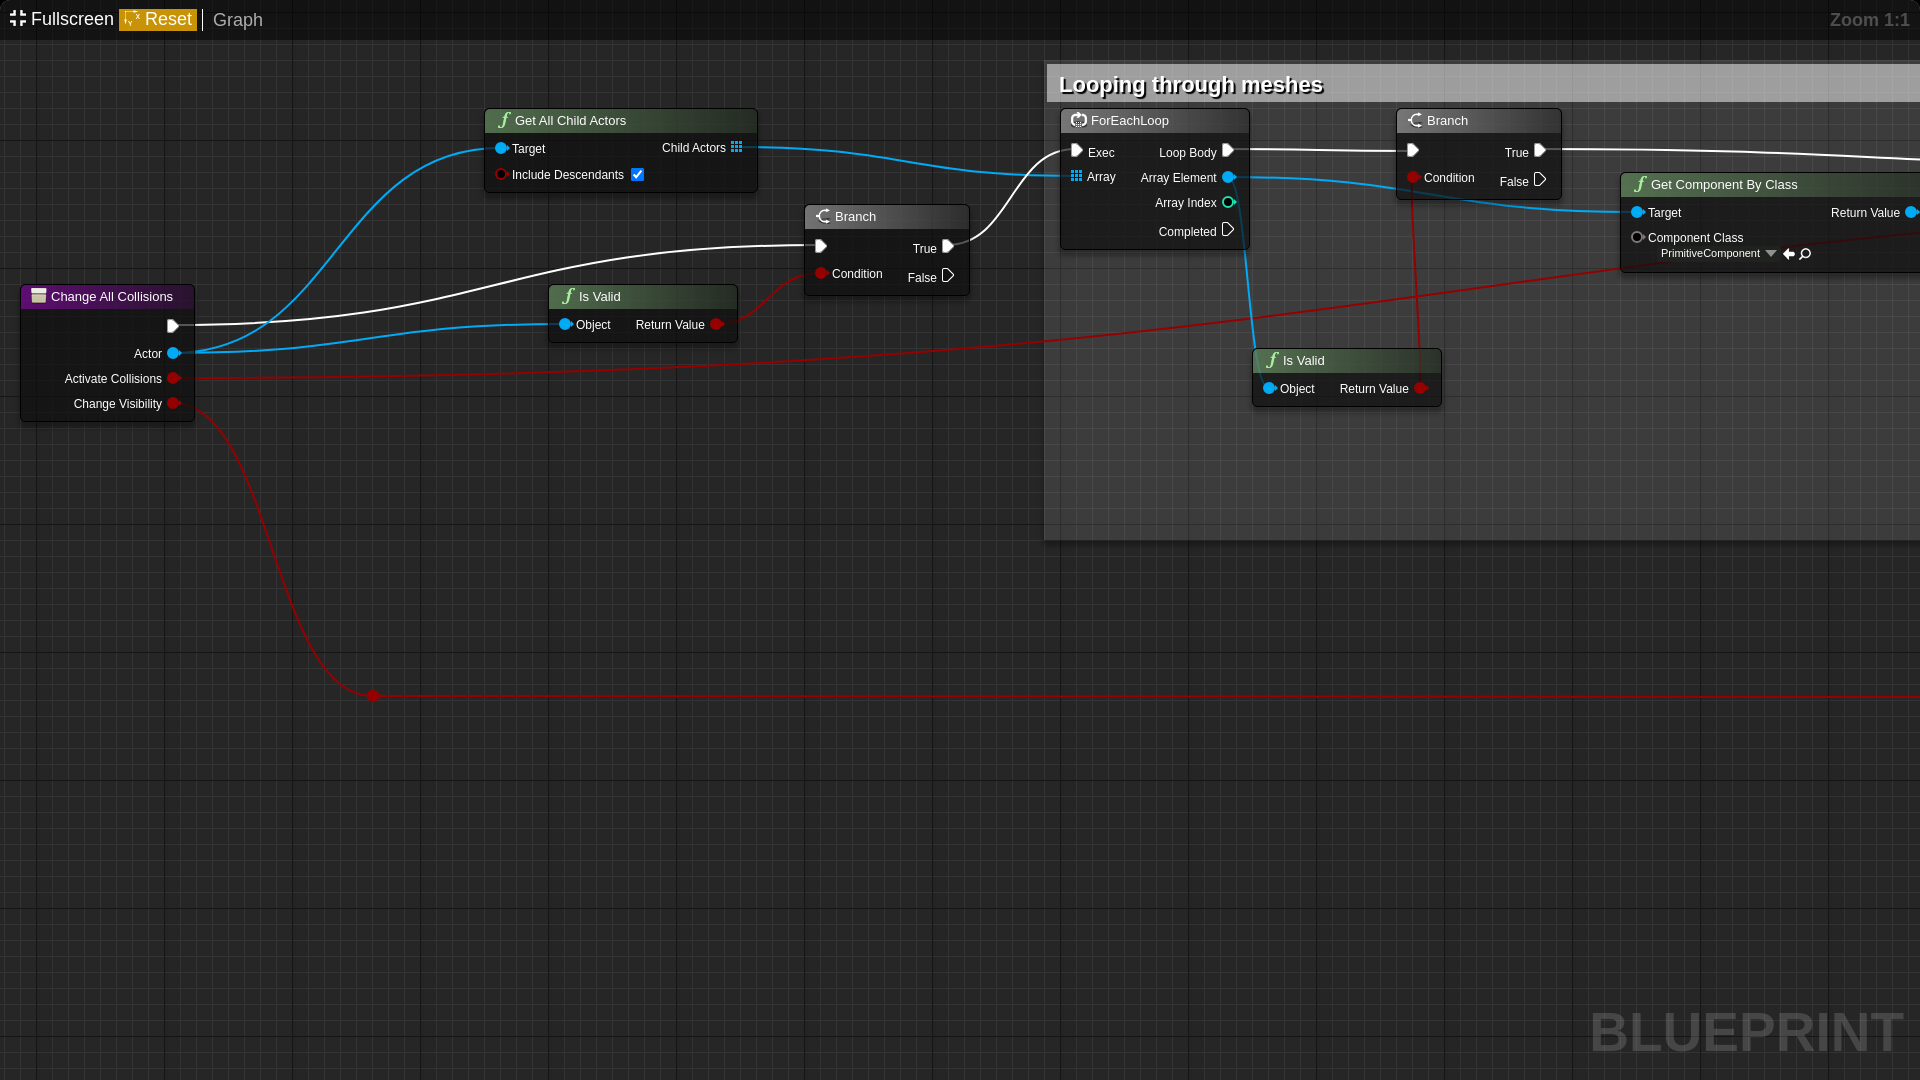 Fullscreen Reset Graph Zoom 1:1
Looping through meshes
Get All Child Actors
Target Child Actors
Include Descendants
ForEachLoop
Exec Loop Body
Array Array Element
Array Index
Completed
Branch
True
Condition False
Get Component By Class
Target Return Value
Component Class
PrimitiveComponent
Branch
True
Condition False
Change All Collisions
Actor
Activate Collisions
Change Visibility
Is Valid
Object Return Value
Is Valid
Object Return Value
BLUEPRINT